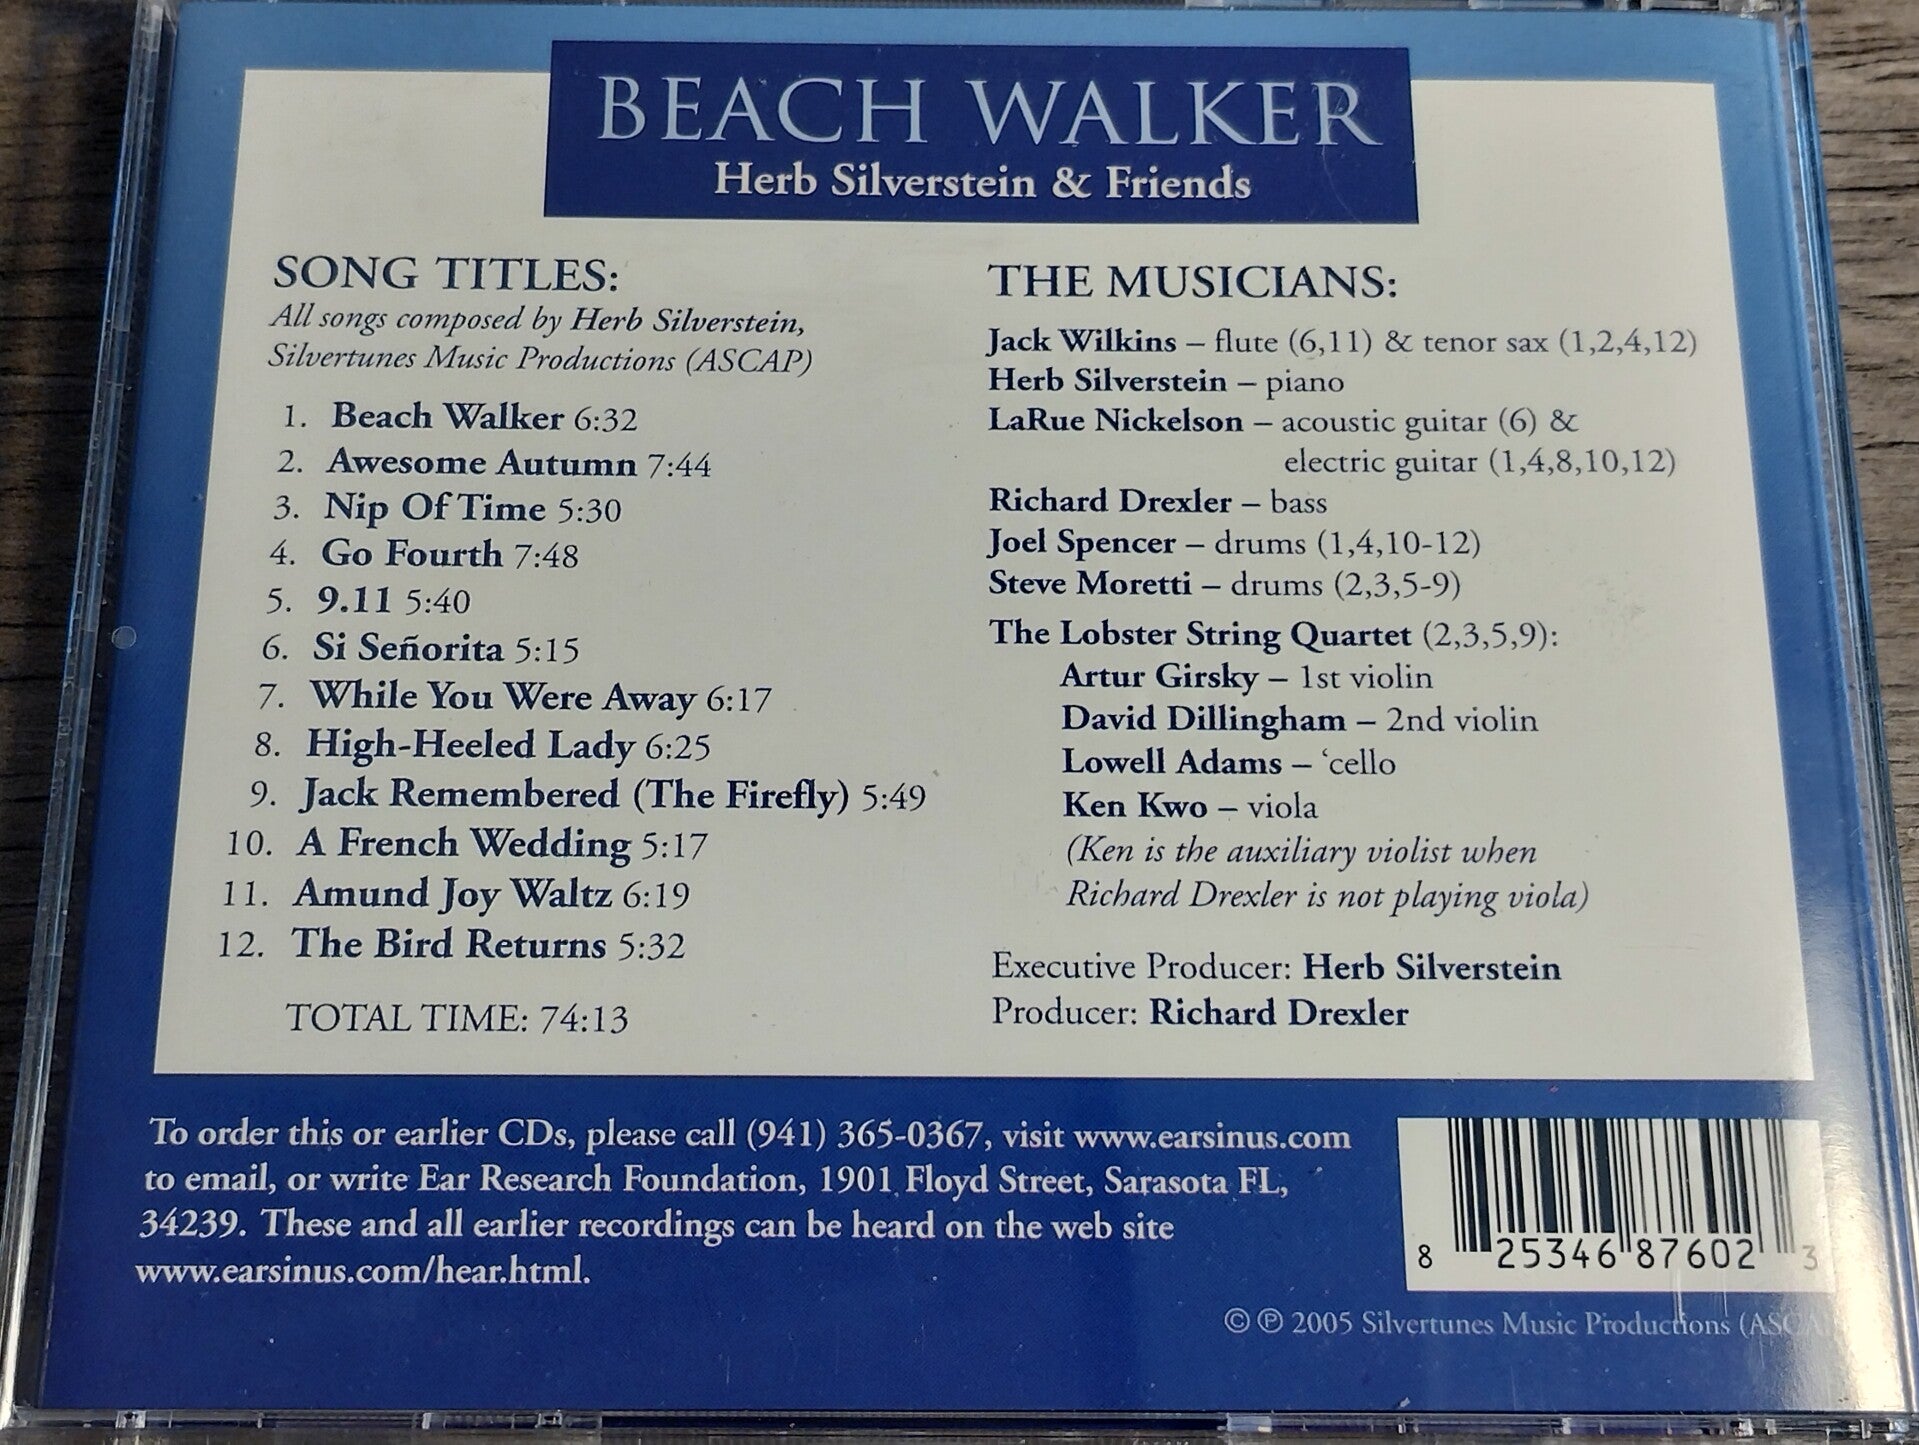 BEACH WALKER
Herb Silverstein & Friends
SONG TITLES:
All songs composed by Herb Silverstein,
Silvertunes Music Productions (ASCAP)
1. Beach Walker 6:32
2. Awesome Autumn 7:44
3. Nip Of Time 5:30
4. Go Fourth 7:48
5. 9.11 5:40
6. Si Señorita 5:15
7. While You Were Away 6:17
8. High-Heeled Lady 6:25
9. Jack Remembered (The Firefly) 5:49
10. A French Wedding 5:17
11. Amund Joy Waltz 6:19
12. The Bird Returns 5:32
TOTAL TIME: 74:13
THE MUSICIANS:
Jack Wilkins – flute (6,11) & tenor sax (1,2,4,12)
Herb Silverstein – piano
LaRue Nickelson – acoustic guitar (6) &
electric guitar (1,4,8,10,12)
Richard Drexler – bass
Joel Spencer – drums (1,4,10-12)
Steve Moretti – drums (2,3,5-9)
The Lobster String Quartet (2,3,5,9):
Artur Girsky – 1st violin
David Dillingham – 2nd violin
Lowell Adams – ‘cello
Ken Kwo – viola
(Ken is the auxiliary violist when
Richard Drexler is not playing viola)
Executive Producer: Herb Silverstein
Producer: Richard Drexler
To order this or earlier CDs, please call (941) 365-0367, visit www.earsinus.com
to email, or write Ear Research Foundation, 1901 Floyd Street, Sarasota FL,
34239. These and all earlier recordings can be heard on the web site
www.earsinus.com/hear.html.
8 25346 87602 3
© ℗ 2005 Silvertunes Music Productions (ASCA